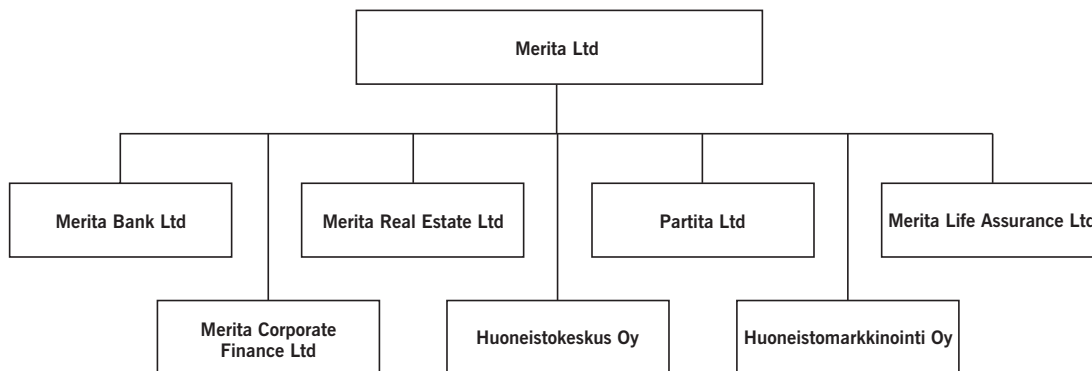 Merita Ltd
Merita Bank Ltd
Merita Real Estate Ltd
Partita Ltd
Merita Life Assurance Ltd
Merita Corporate
Finance Ltd
Huoneistokeskus Oy
Huoneistomarkkinointi Oy